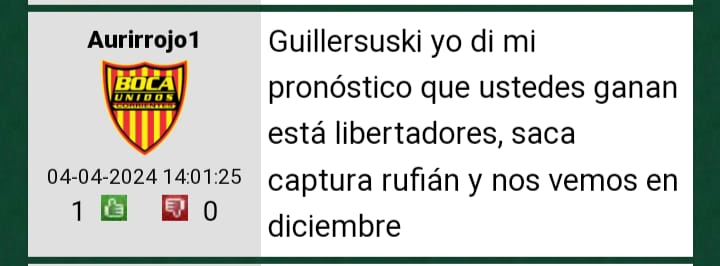 Aurirrojo1
BOCA
UNIDOS
CORRIENTES
04-04-2024 14:01:25
1 0
Guillersuski yo di mi
pronóstico que ustedes ganan
está libertadores, saca
captura rufián y nos vemos en
diciembre